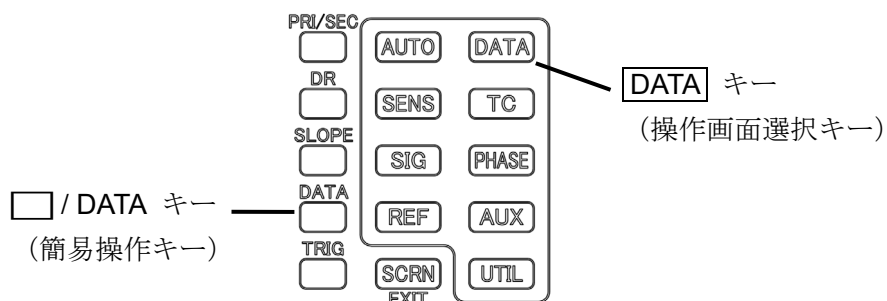 PRI/SEC
AUTO DATA
DR
SENS TC
SLOPE
SIG PHASE
DATA
REF AUX
TRIG
SCRN UTIL
EXIT
DATA キー
(操作画面選択キー)
/ DATA キー
(簡易操作キー)